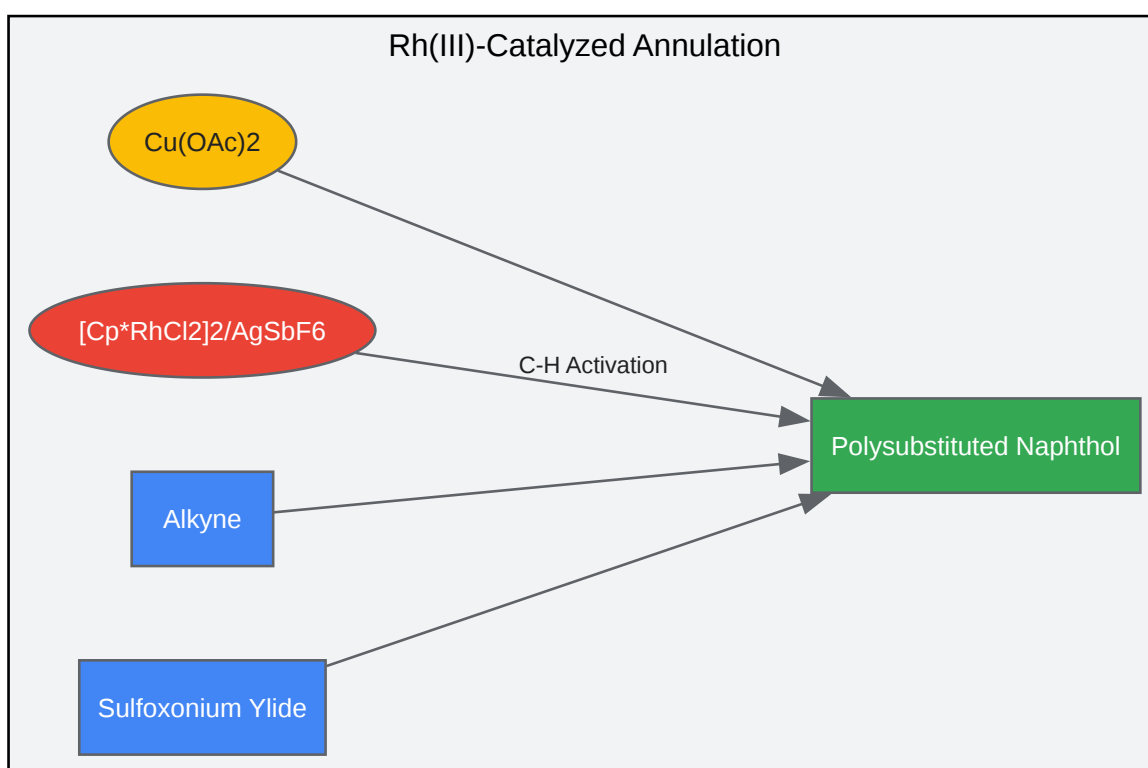 Rh(III)-Catalyzed Annulation
Cu(OAc)2
[Cp*RhCl2]2/AgSbF6
C-H Activation
Polysubstituted Naphthol
Alkyne
Sulfoxonium Ylide